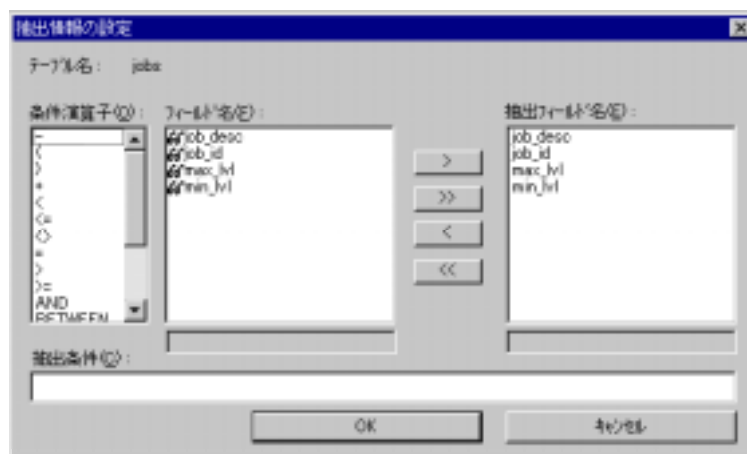 抽出情報の設定
ﾃｰﾌﾞﾙ名： jobs
条件演算子(O)：
-
(
)
*
<
<=
<>
=
>
>=
AND
BETWEEN
ﾌｨｰﾙﾄﾞ名(F)：
job_desc
job_id
max_lvl
min_lvl
>
>>
<
<<
抽出ﾌｨｰﾙﾄﾞ名(E)：
job_desc
job_id
max_lvl
min_lvl
抽出条件(C)：
OK
ｷｬﾝｾﾙ